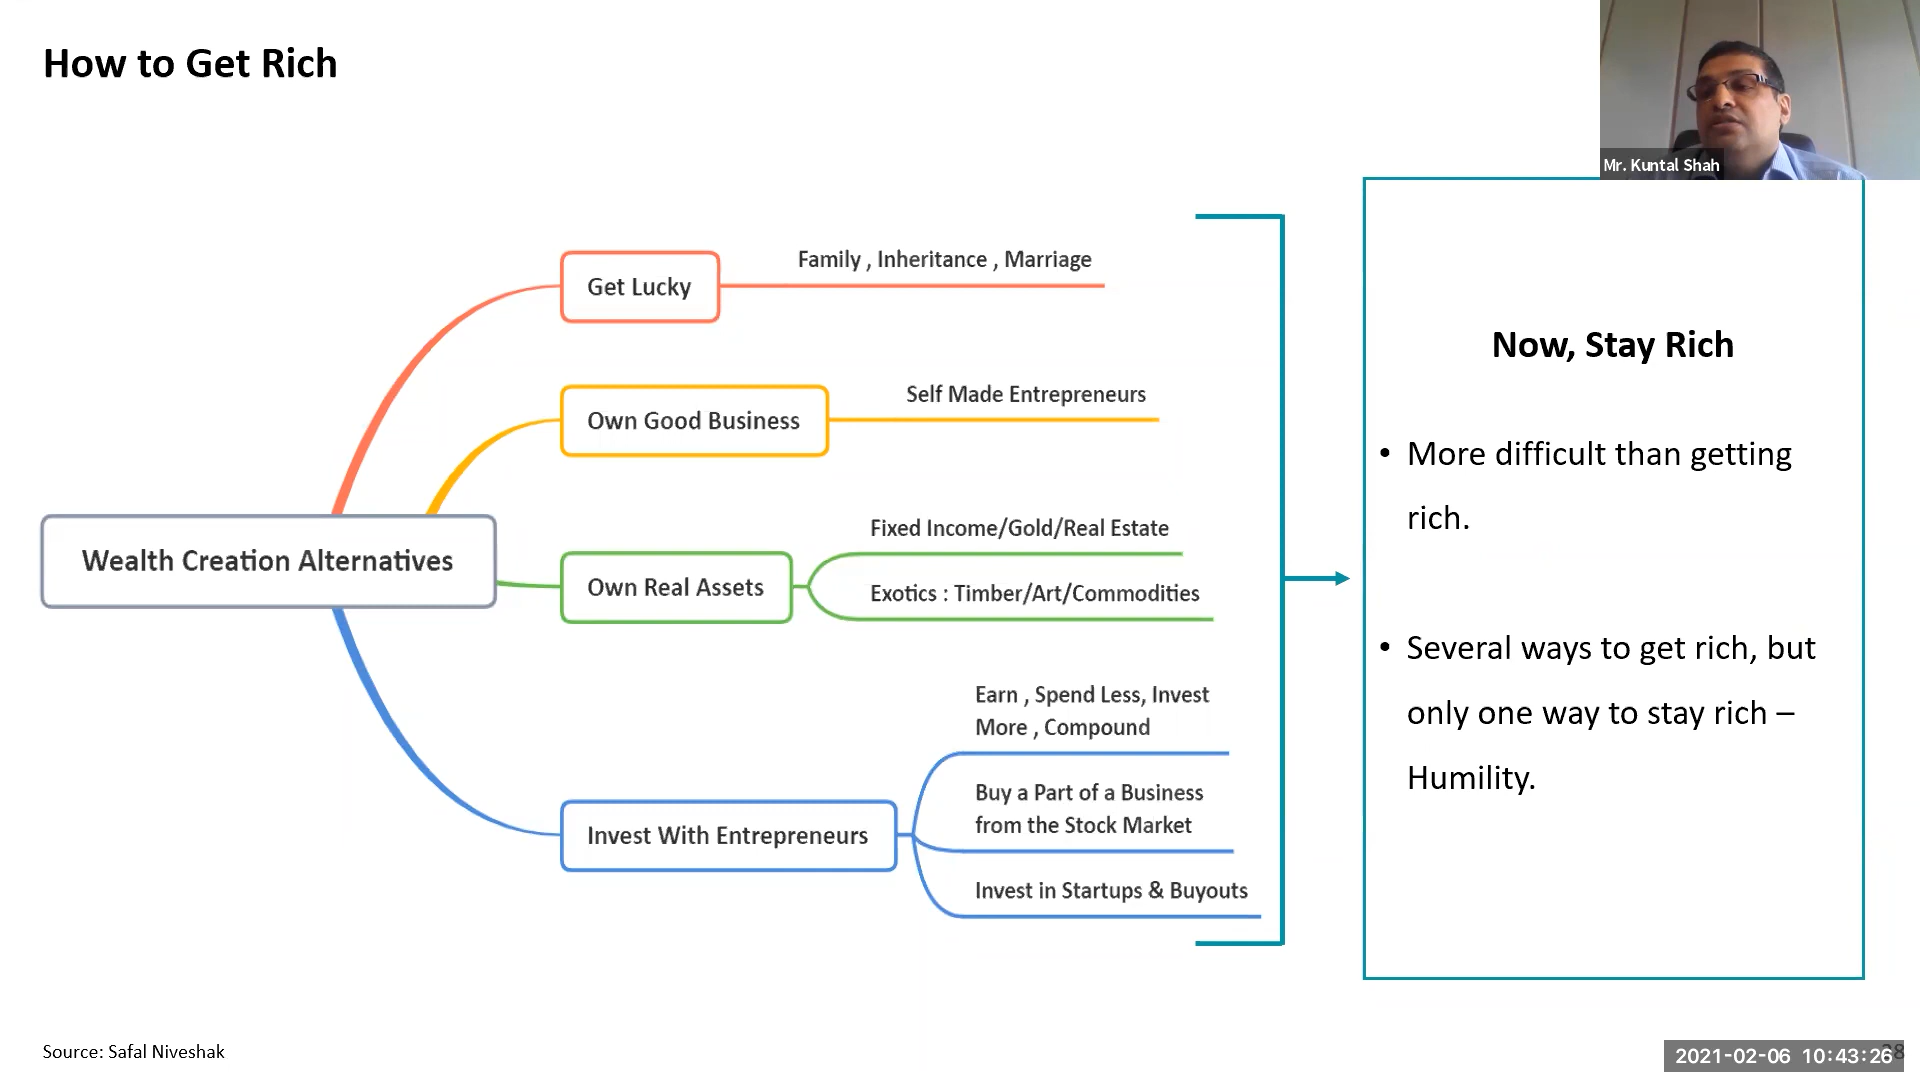 How to Get Rich
Mr. Kuntal Shah
Family , Inheritance , Marriage
Get Lucky
Self Made Entrepreneurs
Own Good Business
Wealth Creation Alternatives
Fixed Income/Gold/Real Estate
Own Real Assets
Exotics : Timber/Art/Commodities
Earn , Spend Less, Invest
More , Compound
Buy a Part of a Business
from the Stock Market
Invest With Entrepreneurs
Invest in Startups & Buyouts
Now, Stay Rich
• More difficult than getting
rich.
• Several ways to get rich, but
only one way to stay rich –
Humility.
Source: Safal Niveshak
2021-02-06 10:43:26